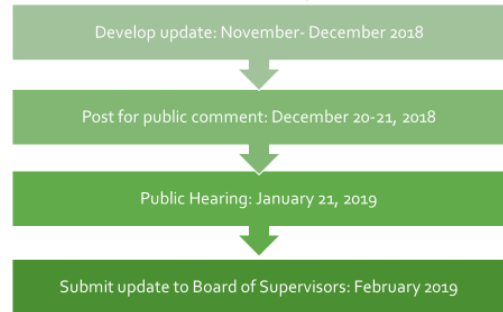 Develop update: November- December 2018
Post for public comment: December 20-21, 2018
Public Hearing: January 21, 2019
Submit update to Board of Supervisors: February 2019